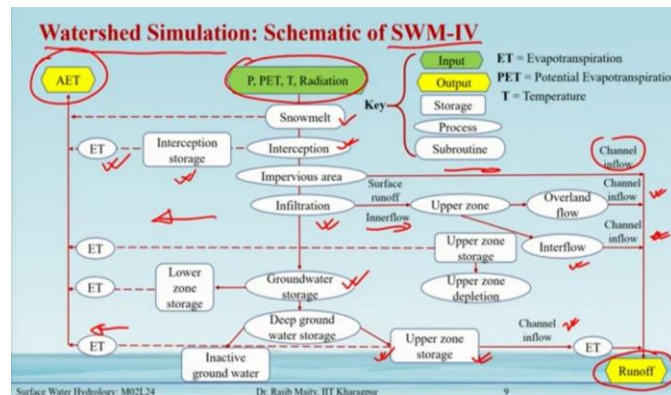 Watershed Simulation: Schematic of SWM-IV
AET
P, PET, T, Radiation
Key
Input
Output
Storage
Process
Subroutine
ET = Evapotranspiration
PET = Potential Evapotranspiratio
T = Temperature
Snowmelt
ET
Interception
storage
Interception
Channel
inflow
Impervious area
Infiltration
Surface
runoff
Innerflow
Upper zone
Overland
flow
Channel
inflow
Interflow
Channel
inflow
ET
Upper zone
storage
Upper zone
depletion
ET
Lower
zone
storage
Groundwater
storage
Deep ground
water storage
ET
Inactive
ground water
Upper zone
storage
Channel
inflow
ET
Runoff
Surface Water Hydrology: M02L24
Dr. Rajib Maity, IIT Kharagpur
9